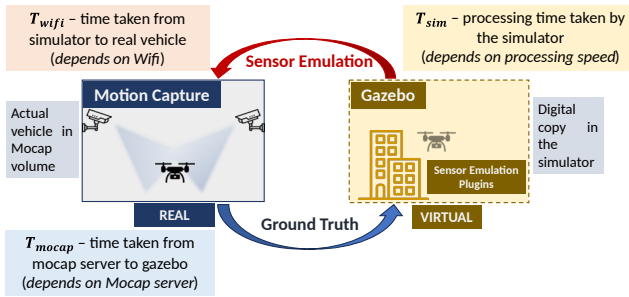 T_wifi – time taken from
simulator to real vehicle
(depends on Wifi)
T_sim – processing time taken by
the simulator
(depends on processing speed)
Sensor Emulation
Motion Capture
Gazebo
Actual
vehicle in
Mocap
volume
Digital
copy in
the
simulator
Sensor Emulation
Plugins
REAL
Ground Truth
VIRTUAL
T_mocap – time taken from
mocap server to gazebo
(depends on Mocap server)